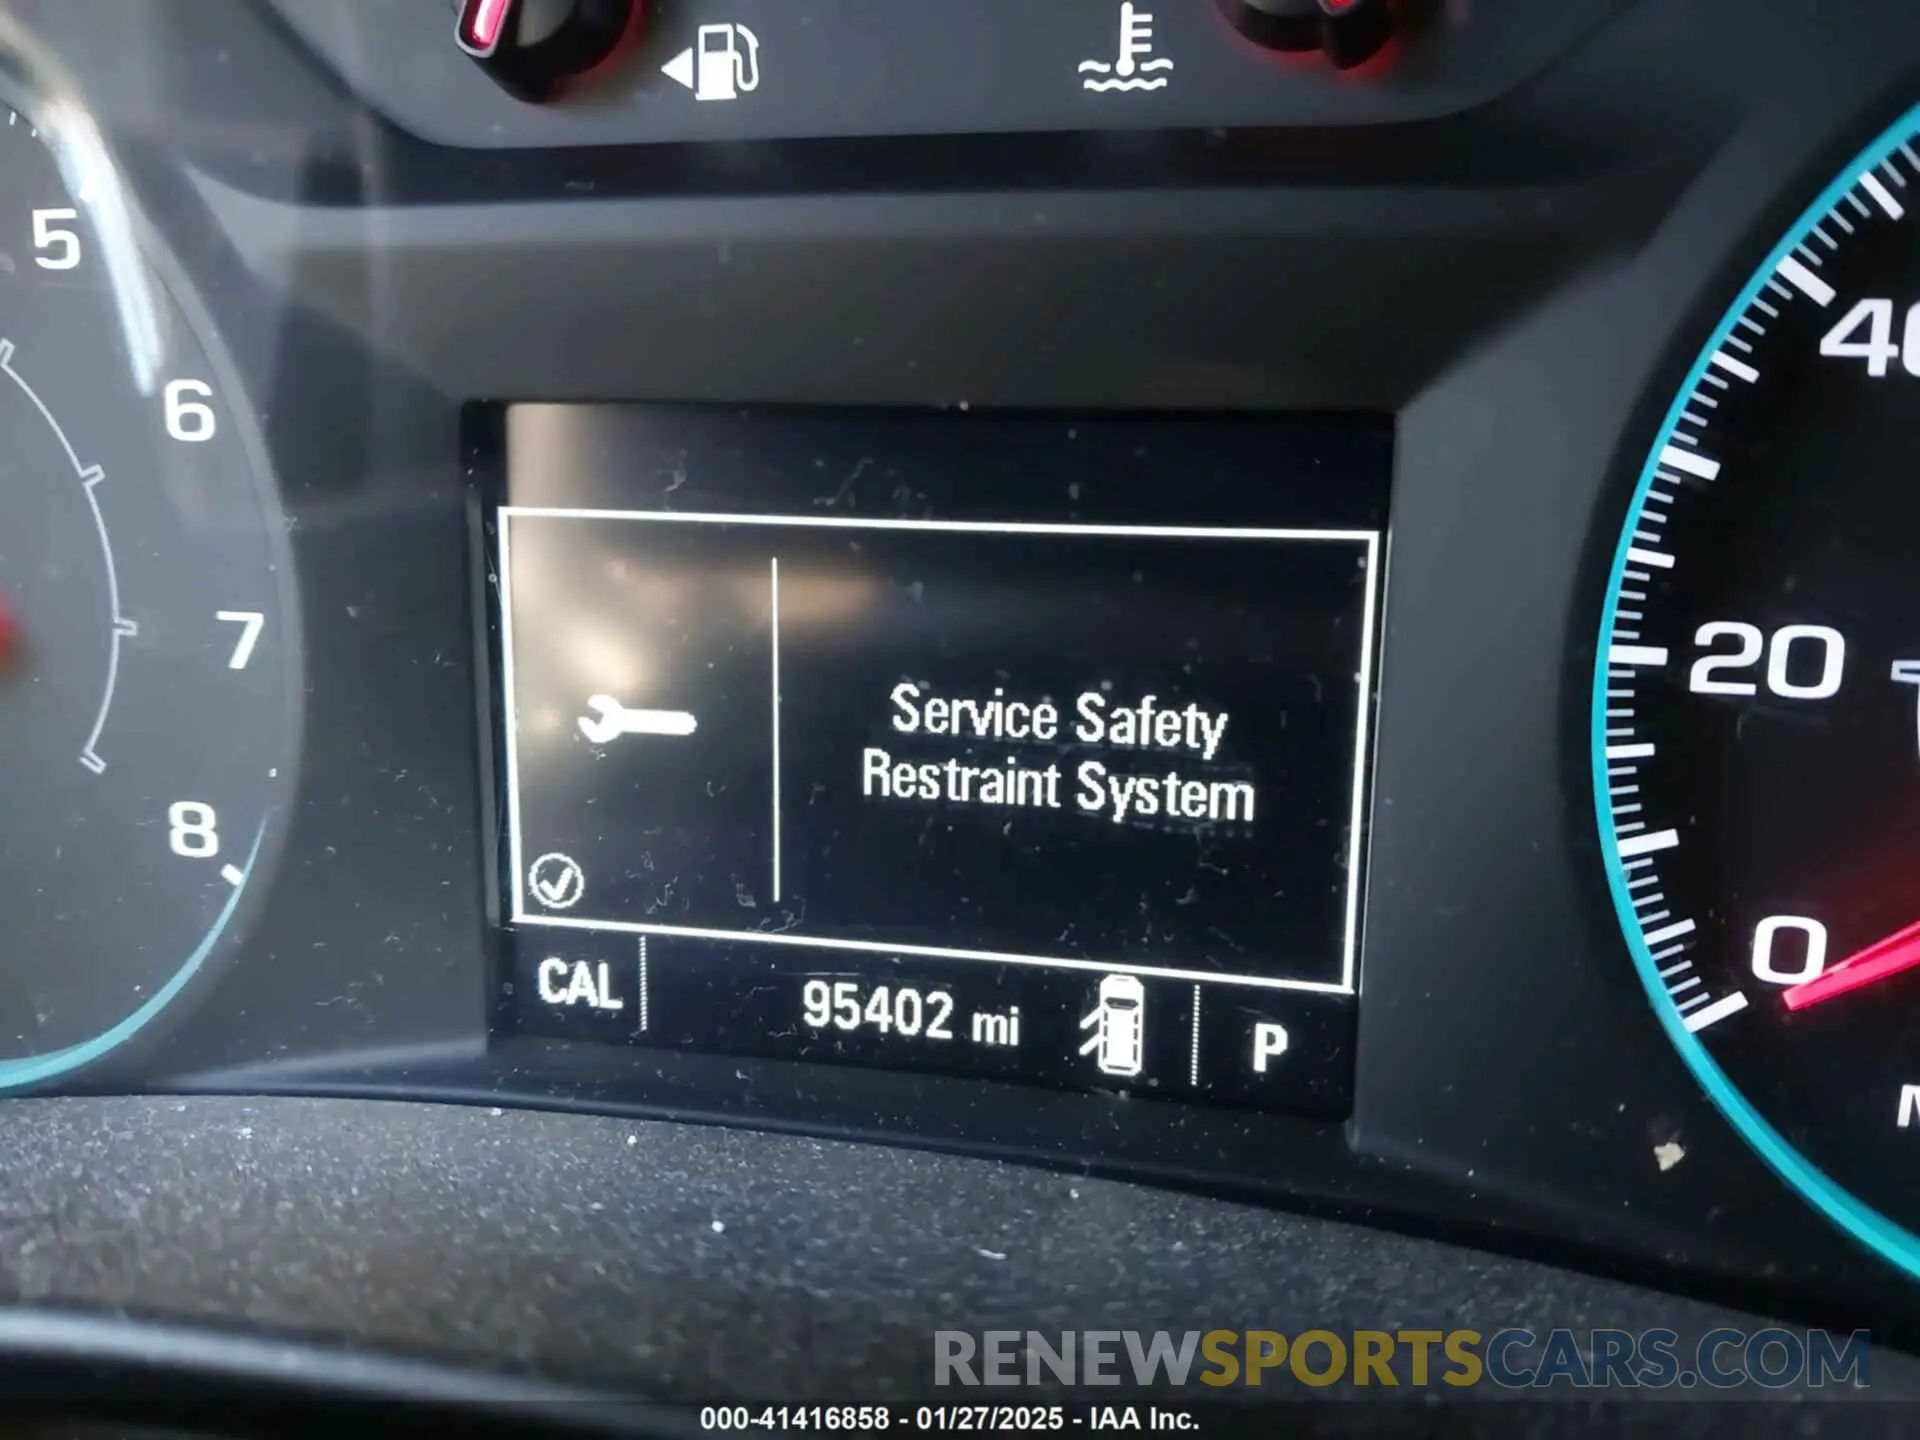 5
6
7
8
40
20
0
Service Safety
Restraint System
CAL
95402 mi
P
RENEWSPORTSCARS.COM
000-41416858 - 01/27/2025 - IAA Inc.